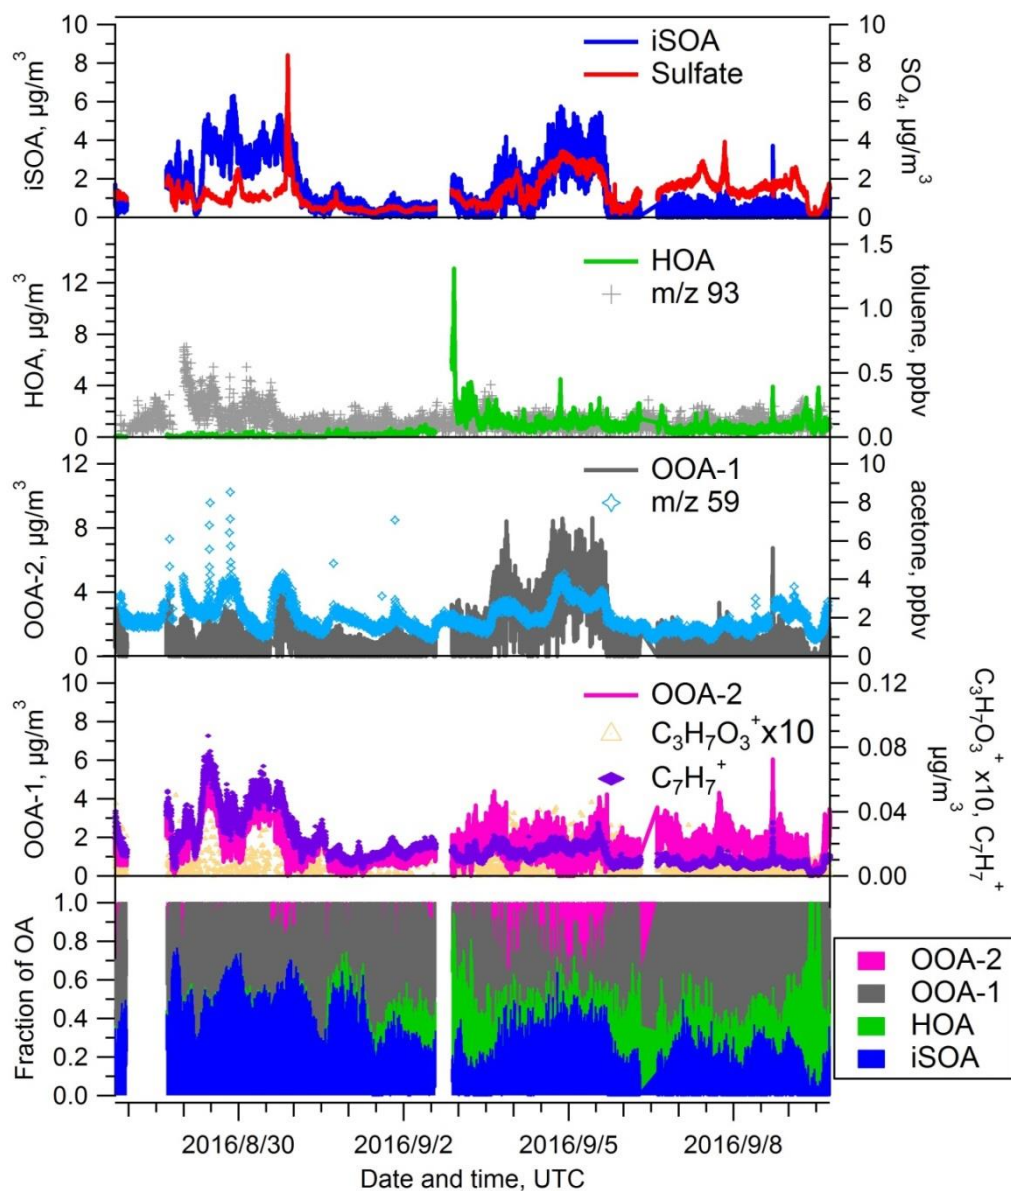 10
8
6
4
2
0
iSOA, µg/m³
iSOA
Sulfate
10
8
6
4
2
0
SO₄, µg/m³
12
8
4
0
HOA, µg/m³
HOA
m/z 93
1.5
1.0
0.5
0.0
toluene, ppbv
12
8
4
0
OOA-2, µg/m³
OOA-1
m/z 59
10
8
6
4
2
0
acetone, ppbv
10
8
6
4
2
0
OOA-1, µg/m³
OOA-2
C₃H₇O₃⁺x10
C₇H₇⁺
0.12
0.08
0.04
0.00
C₃H₇O₃⁺ x10, C₇H₇⁺
µg/m³
1.0
0.8
0.6
0.4
0.2
0.0
Fraction of OA
OOA-2
OOA-1
HOA
iSOA
2016/8/30
2016/9/2
2016/9/5
2016/9/8
Date and time, UTC